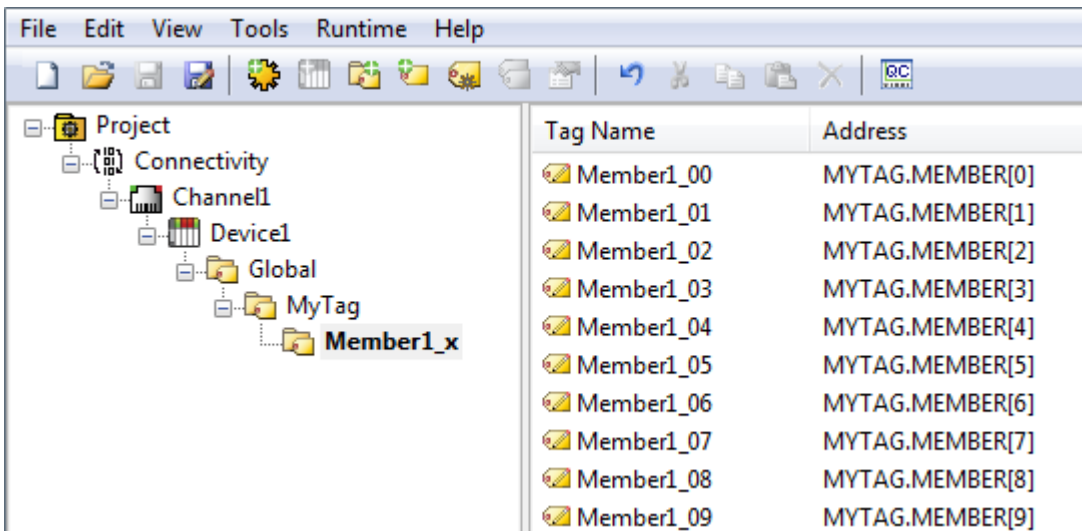 File Edit View Tools Runtime Help
QC
Project
Connectivity
Channel1
Device1
Global
MyTag
Member1_x
Tag Name Address
Member1_00 MYTAG.MEMBER[0]
Member1_01 MYTAG.MEMBER[1]
Member1_02 MYTAG.MEMBER[2]
Member1_03 MYTAG.MEMBER[3]
Member1_04 MYTAG.MEMBER[4]
Member1_05 MYTAG.MEMBER[5]
Member1_06 MYTAG.MEMBER[6]
Member1_07 MYTAG.MEMBER[7]
Member1_08 MYTAG.MEMBER[8]
Member1_09 MYTAG.MEMBER[9]